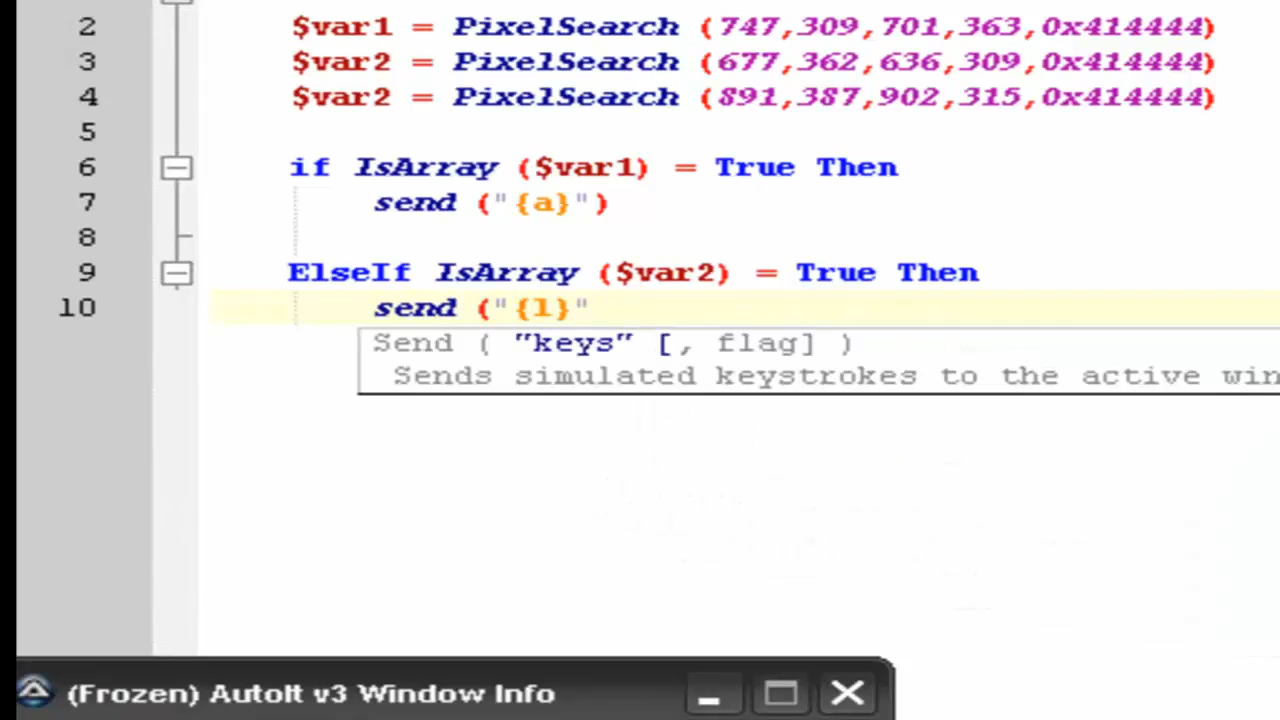 2 $var1 = PixelSearch (747,309,701,363,0x414444)
3 $var2 = PixelSearch (677,362,636,309,0x414444)
4 $var2 = PixelSearch (891,387,902,315,0x414444)
5
6 if IsArray ($var1) = True Then
7 send ("{a}")
8
9 ElseIf IsArray ($var2) = True Then
10 send ("{l}"
Send ( "keys" [, flag] )
Sends simulated keystrokes to the active win
(Frozen) AutoIt v3 Window Info